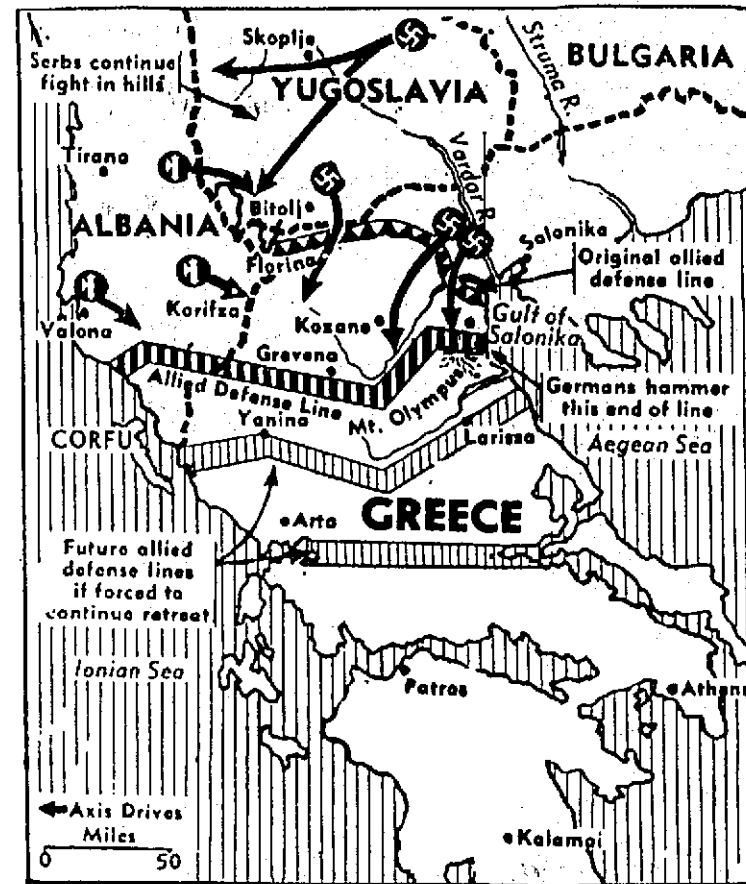 Skoplje
Serbs continue
fight in hills
YUGOSLAVIA
Struma R.
BULGARIA
Tirana
Vardar R.
ALBANIA
Bitolj
Florina
Salonika
Original allied
defense line
Valona
Koritza
Kozane
Gulf of
Salonika
Grevena
Allied Defense Line
Mt. Olympus
Germans hammer
this end of line
Yanina
CORFU
Larissa
Aegean Sea
Arta
GREECE
Future allied
defense lines
if forced to
continue retreat
Ionian Sea
Patras
Athens
Axis Drives
Miles
0 50
Kalamai